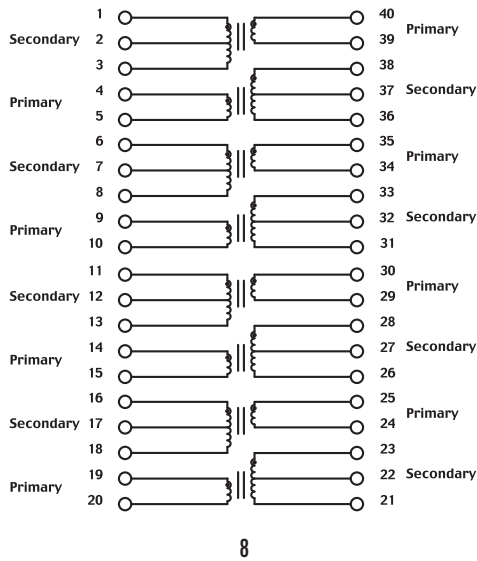 1 40
Primary
Secondary 2 39
3 38
4 37 Secondary
Primary
5 36
6 35
Primary
Secondary 7 34
8 33
9 32 Secondary
Primary
10 31
11 30
Primary
Secondary 12 29
13 28
14 27 Secondary
Primary
15 26
16 25
Primary
Secondary 17 24
18 23
19 22 Secondary
Primary
20 21
8